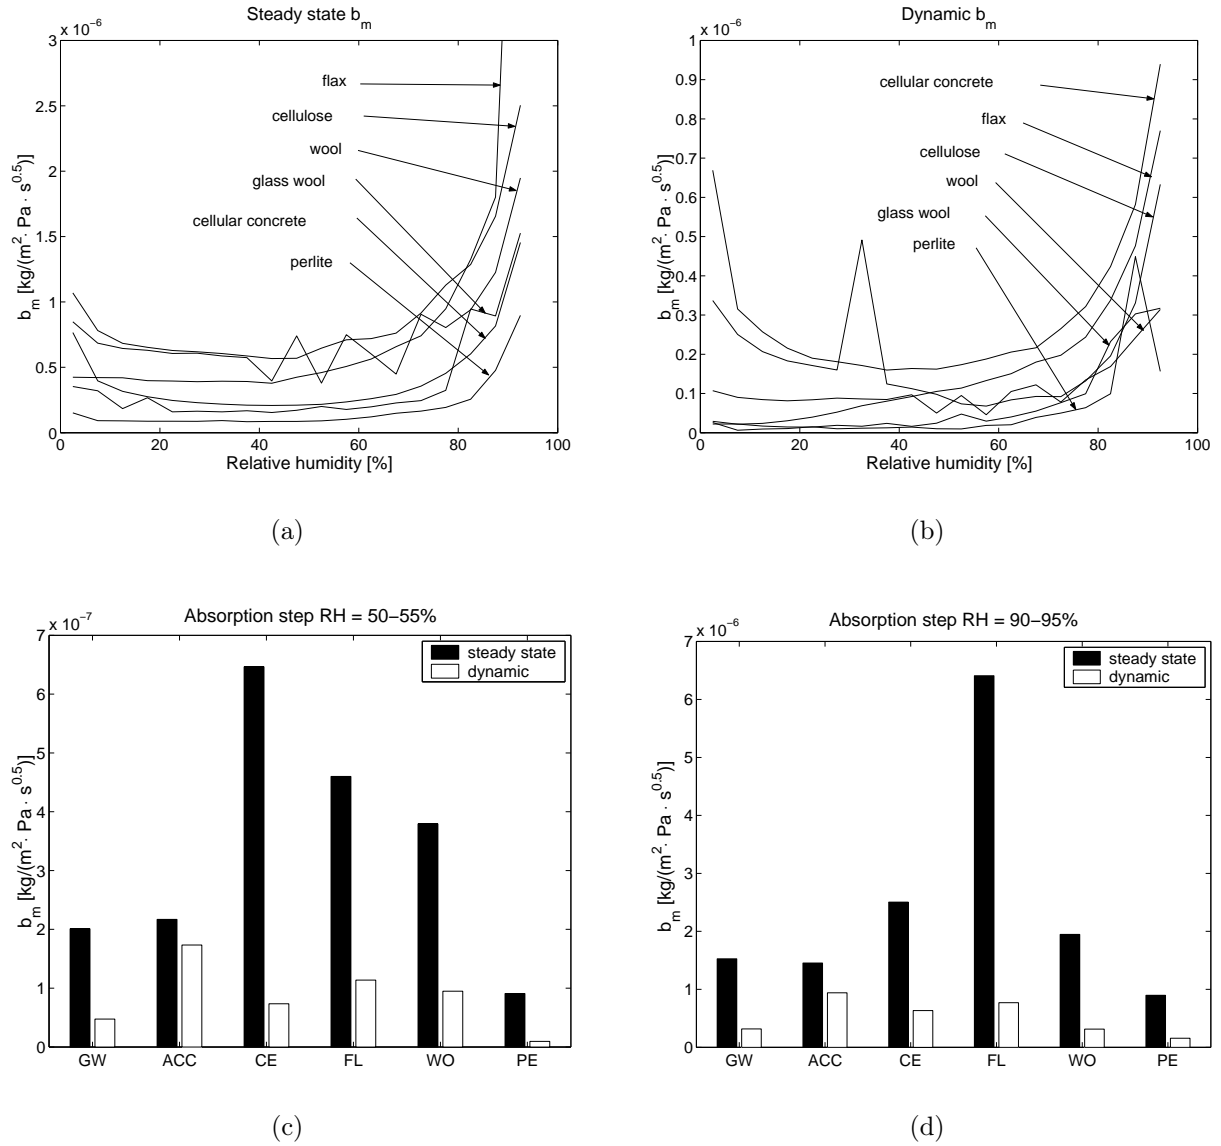 Steady state b_m
x 10⁻⁶
3
2.5
2
1.5
1
0.5
0
b_m [kg/(m²· Pa · s^0.5)]
flax
cellulose
wool
glass wool
cellular concrete
perlite
0 20 40 60 80 100
Relative humidity [%]
(a)
Dynamic b_m
x 10⁻⁶
1
0.9
0.8
0.7
0.6
0.5
0.4
0.3
0.2
0.1
0
b_m [kg/(m²· Pa · s^0.5)]
cellular concrete
flax
cellulose
wool
glass wool
perlite
0 20 40 60 80 100
Relative humidity [%]
(b)
Absorption step RH = 50–55%
x 10⁻⁷
7
6
5
4
3
2
1
0
b_m [kg/(m²· Pa · s^0.5)]
steady state
dynamic
GW ACC CE FL WO PE
(c)
Absorption step RH = 90–95%
x 10⁻⁶
7
6
5
4
3
2
1
0
b_m [kg/(m²· Pa · s^0.5)]
steady state
dynamic
GW ACC CE FL WO PE
(d)